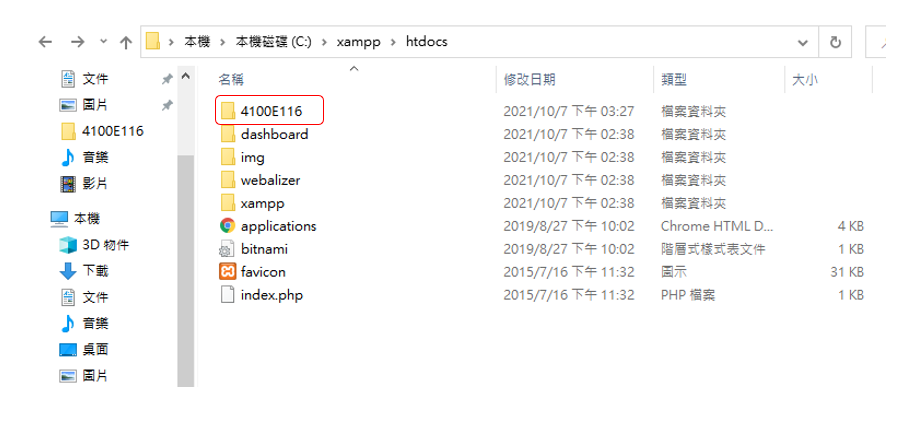 本機 › 本機磁碟 (C:) › xampp › htdocs
文件
圖片
4100E116
音樂
影片
本機
3D 物件
下載
文件
音樂
桌面
圖片
名稱 修改日期 類型 大小
4100E116 2021/10/7 下午 03:27 檔案資料夾
dashboard 2021/10/7 下午 02:38 檔案資料夾
img 2021/10/7 下午 02:38 檔案資料夾
webalizer 2021/10/7 下午 02:38 檔案資料夾
xampp 2021/10/7 下午 02:38 檔案資料夾
applications 2019/8/27 下午 10:02 Chrome HTML D... 4 KB
bitnami 2019/8/27 下午 10:02 階層式樣式表文件 1 KB
favicon 2015/7/16 下午 11:32 圖示 31 KB
index.php 2015/7/16 下午 11:32 PHP 檔案 1 KB